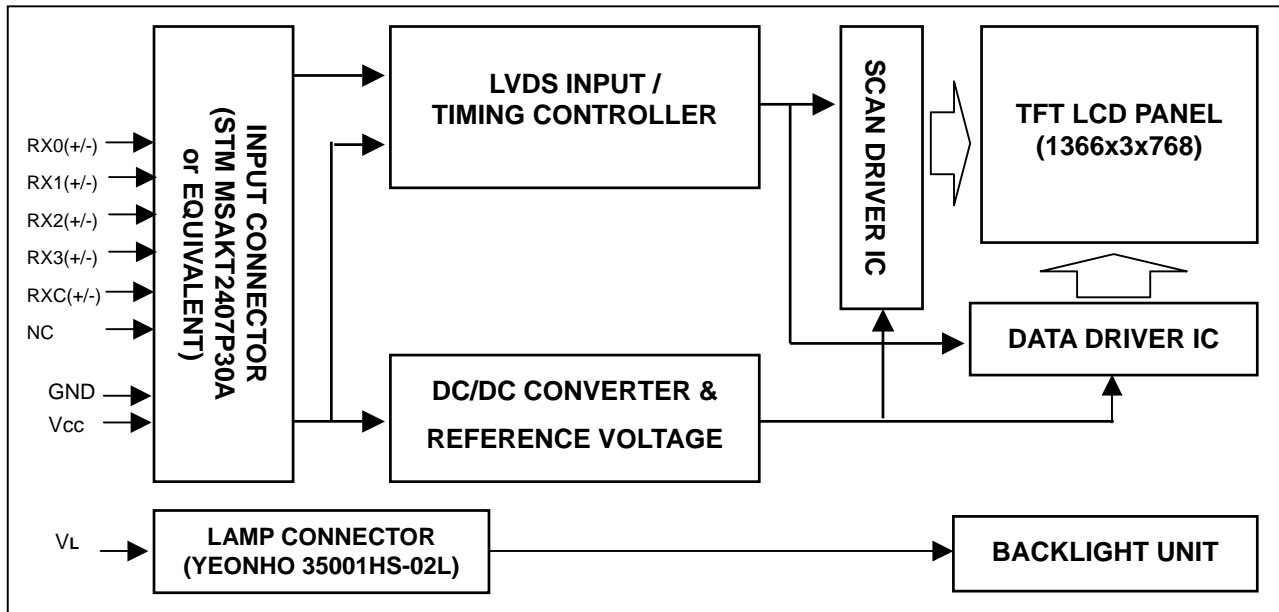 RX0(+/-)
RX1(+/-)
RX2(+/-)
RX3(+/-)
RXC(+/-)
NC
GND
Vcc
VL
INPUT CONNECTOR
(STM MSAKT2407P30A
or EQUIVALENT)
LVDS INPUT /
TIMING CONTROLLER
DC/DC CONVERTER &
REFERENCE VOLTAGE
SCAN DRIVER IC
TFT LCD PANEL
(1366x3x768)
DATA DRIVER IC
LAMP CONNECTOR
(YEONHO 35001HS-02L)
BACKLIGHT UNIT